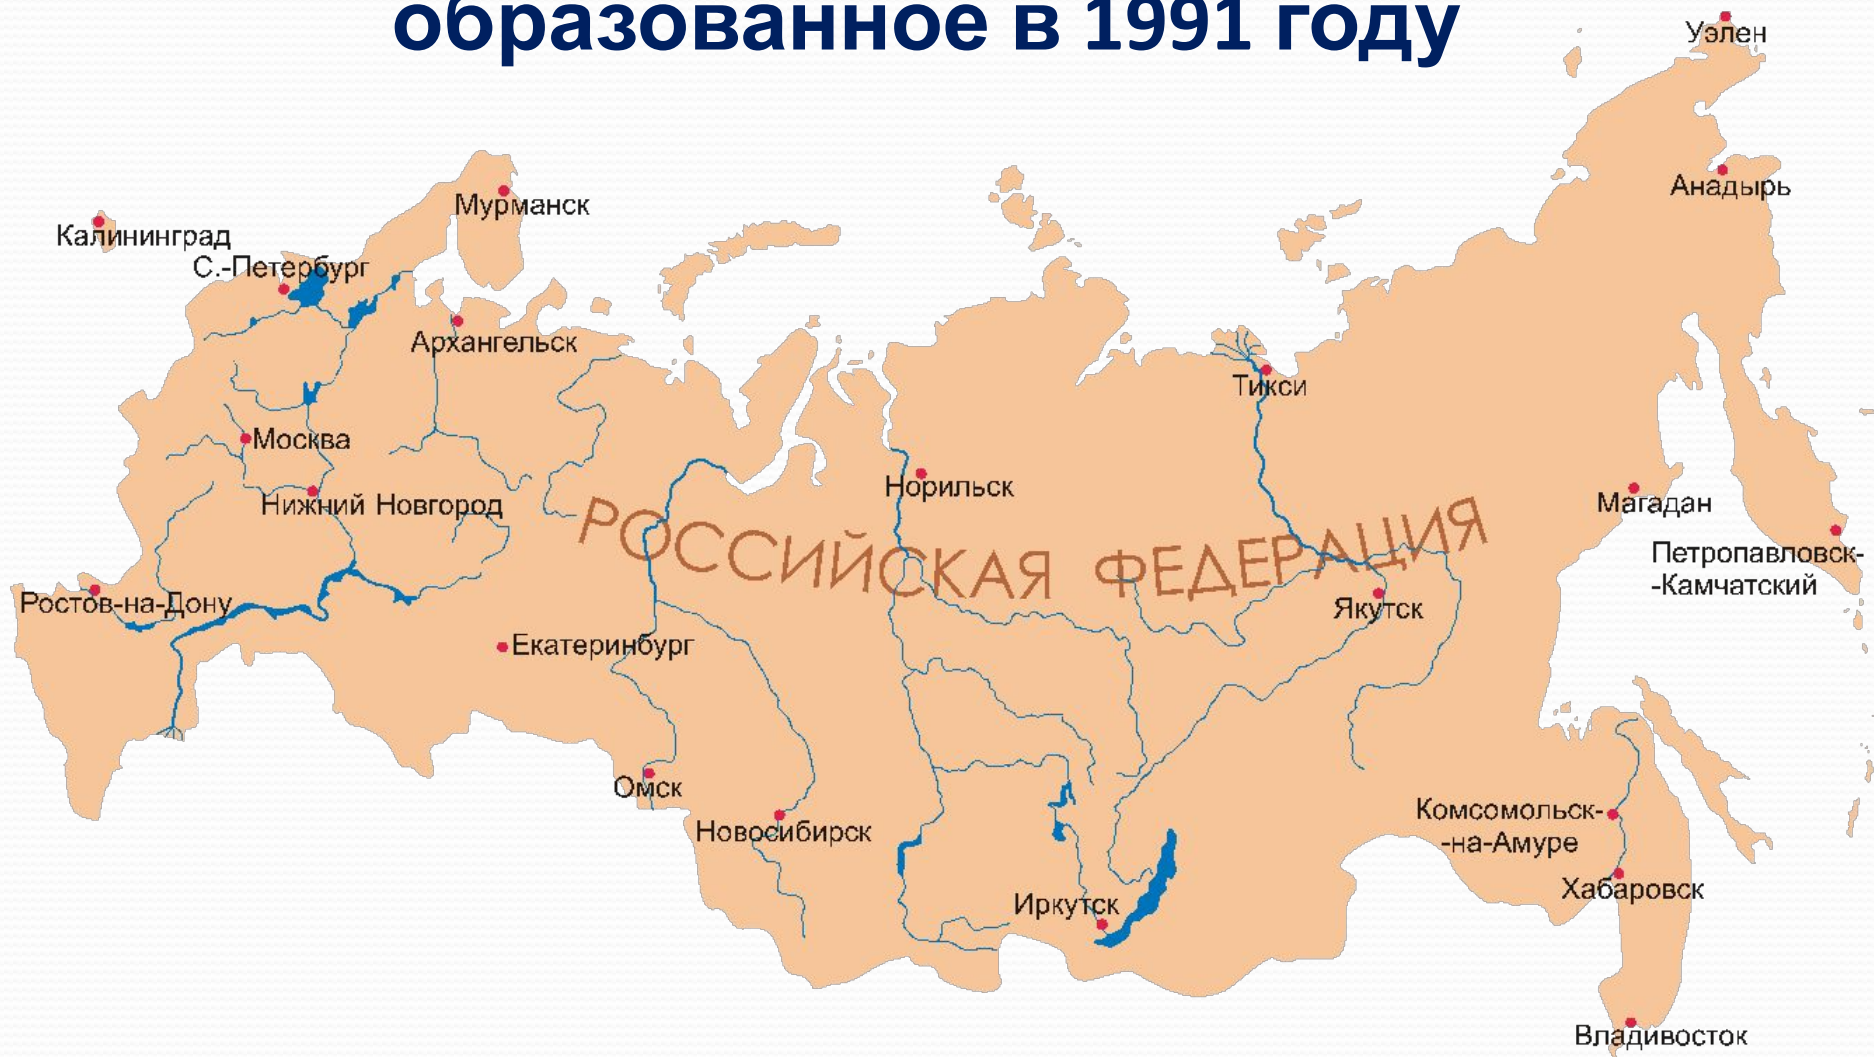 образованное в 1991 году
Уэлен
Анадырь
Мурманск
Калининград
С.-Петербург
Архангельск
Тикси
Москва
Норильск
Нижний Новгород
Магадан
РОССИЙСКАЯ ФЕДЕРАЦИЯ
Петропавловск-
-Камчатский
Ростов-на-Дону
Якутск
Екатеринбург
Омск
Новосибирск
Комсомольск-
-на-Амуре
Хабаровск
Иркутск
Владивосток